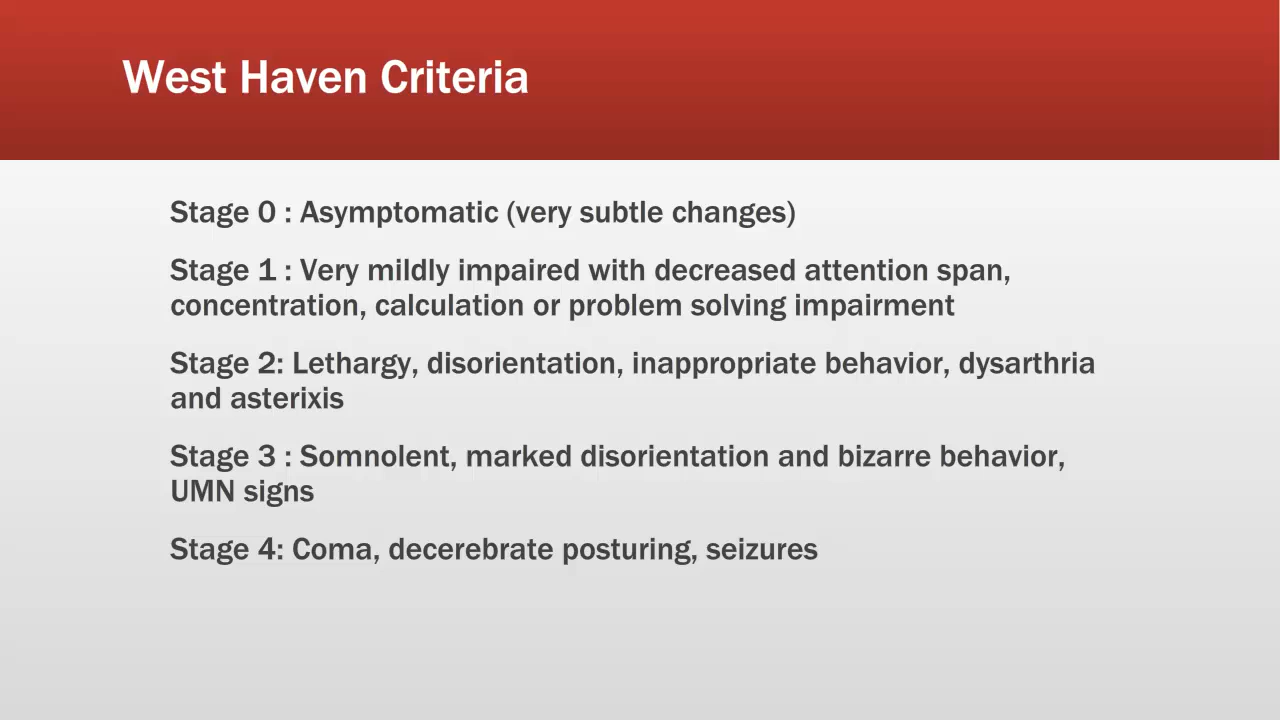 West Haven Criteria
Stage 0 : Asymptomatic (very subtle changes)
Stage 1 : Very mildly impaired with decreased attention span,
concentration, calculation or problem solving impairment
Stage 2: Lethargy, disorientation, inappropriate behavior, dysarthria
and asterixis
Stage 3 : Somnolent, marked disorientation and bizarre behavior,
UMN signs
Stage 4: Coma, decerebrate posturing, seizures